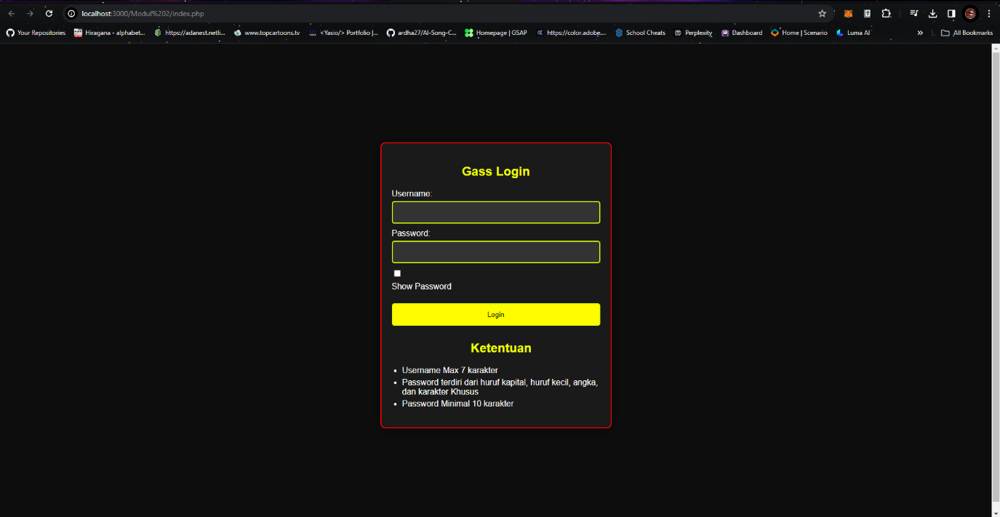 localhost:3000/Modul%202/index.php
Your Repositories Hiragana - alphabet... https://adanest.netli... www.topcartoons.tv <Yasio/> Portfolio |... ardha27/AI-Song-C... Homepage | GSAP https://color.adobe.... School Cheats Perplexity Dashboard Home | Scenario Luma AI » All Bookmarks
Gass Login
Username:
Password:
Show Password
Login
Ketentuan
• Username Max 7 karakter
• Password terdiri dari huruf kapital, huruf kecil, angka,
dan karakter Khusus
• Password Minimal 10 karakter